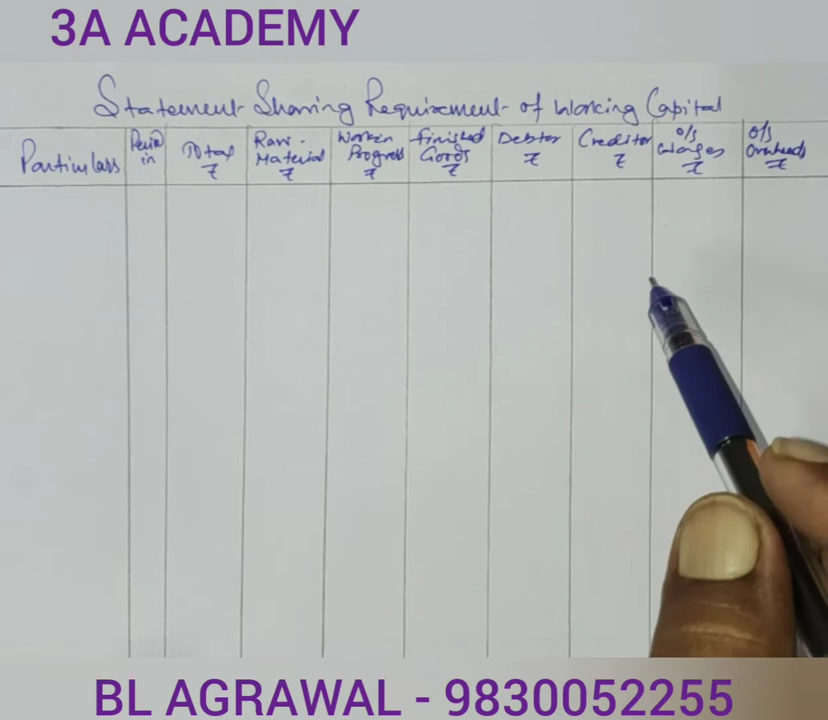 3A ACADEMY
Statement Showing Requirement of Working Capital
Particulars
Period in
Total ₹
Raw Material ₹
Work in Progress ₹
Finished Goods ₹
Debtor ₹
Creditor ₹
o/s Wages ₹
o/s Overheads ₹
BL AGRAWAL - 9830052255